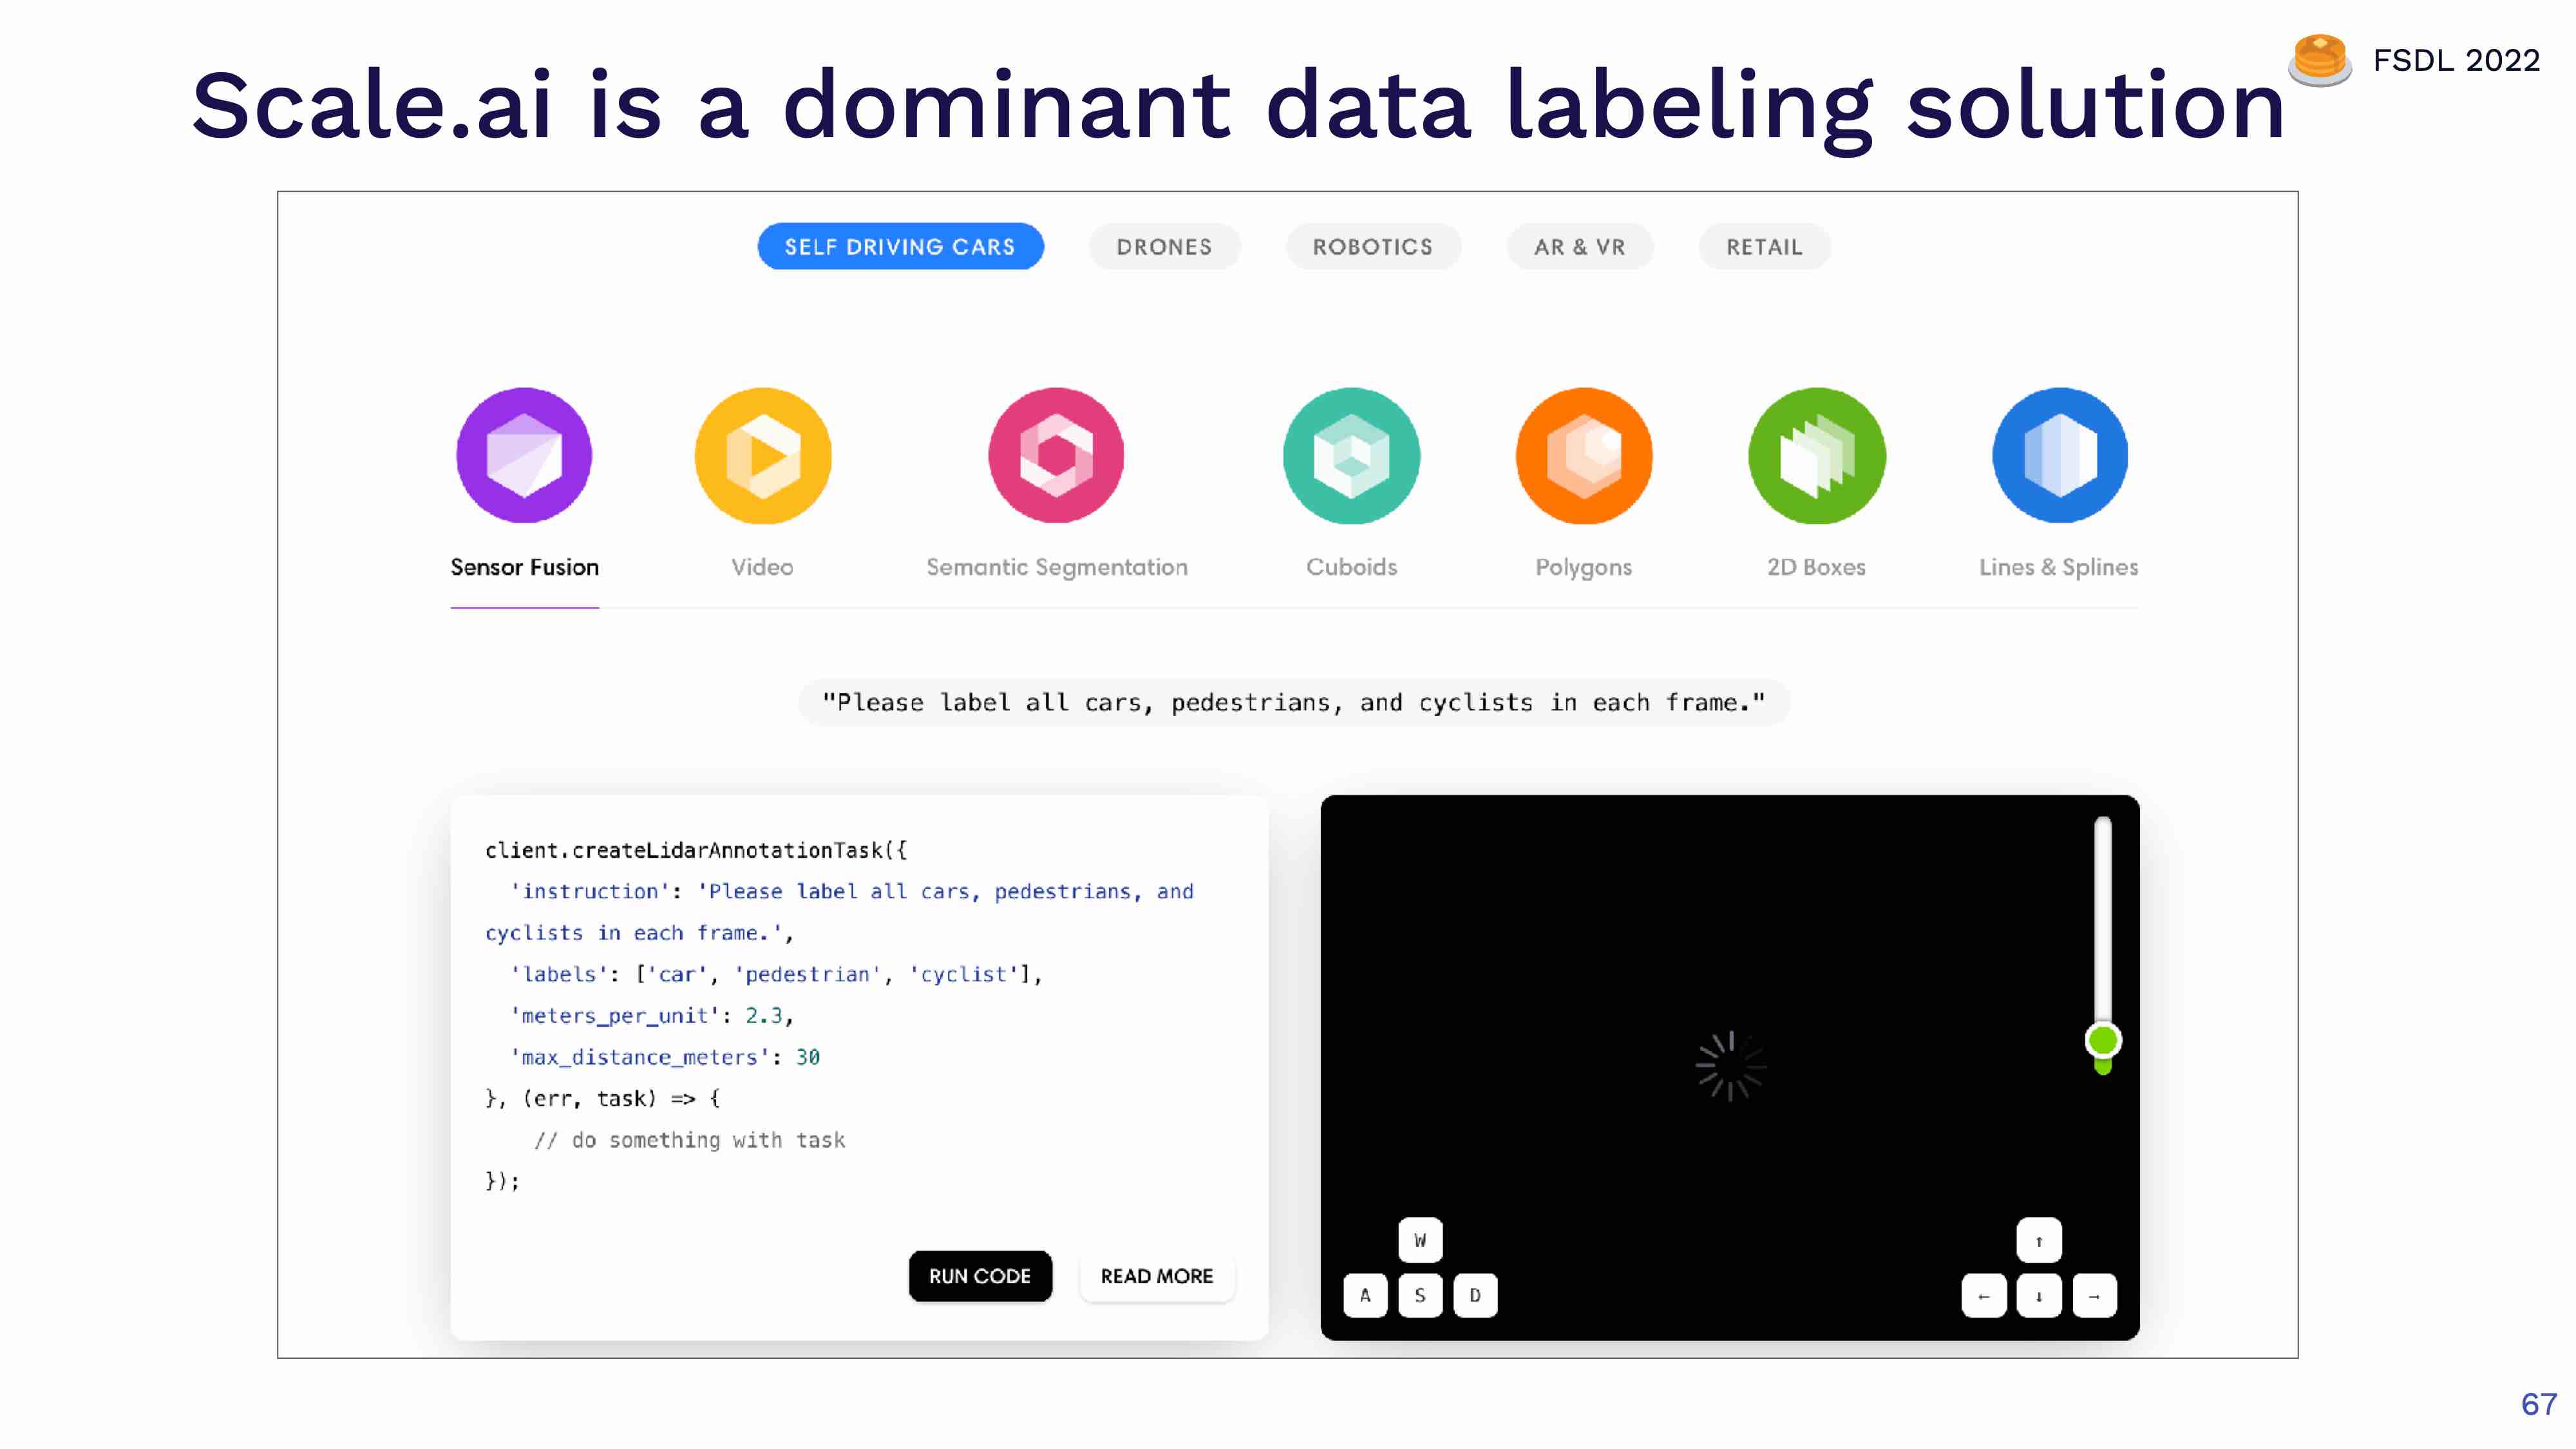 Scale.ai is a dominant data labeling solution
FSDL 2022
SELF DRIVING CARS DRONES ROBOTICS AR & VR RETAIL
Sensor Fusion Video Semantic Segmentation Cuboids Polygons 2D Boxes Lines & Splines
"Please label all cars, pedestrians, and cyclists in each frame."
client.createLidarAnnotationTask({
'instruction': 'Please label all cars, pedestrians, and
cyclists in each frame.',
'labels': ['car', 'pedestrian', 'cyclist'],
'meters_per_unit': 2.3,
'max_distance_meters': 30
}, (err, task) => {
// do something with task
});
RUN CODE READ MORE
W
A S D
↑
← ↓ →
67